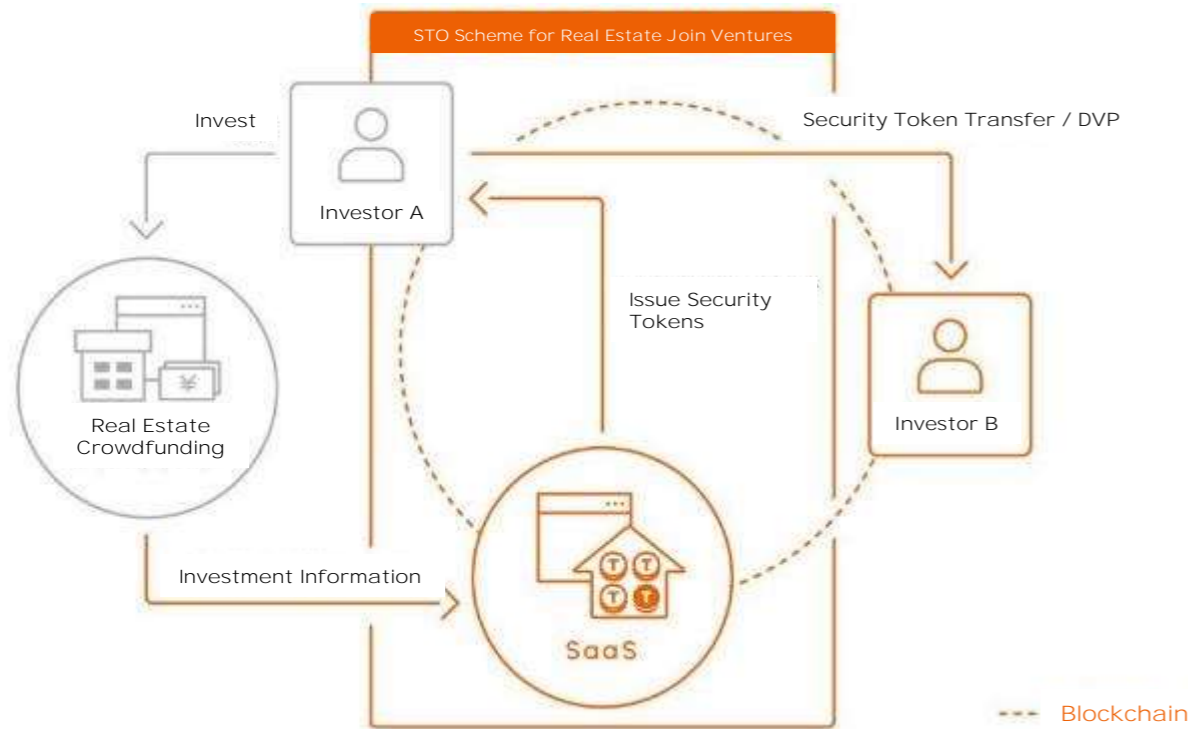 STO Scheme for Real Estate Join Ventures
Invest
Security Token Transfer / DVP
Investor A
Issue Security
Tokens
¥
Real Estate
Crowdfunding
Investor B
Investment Information
T T
T T
SaaS
Blockchain